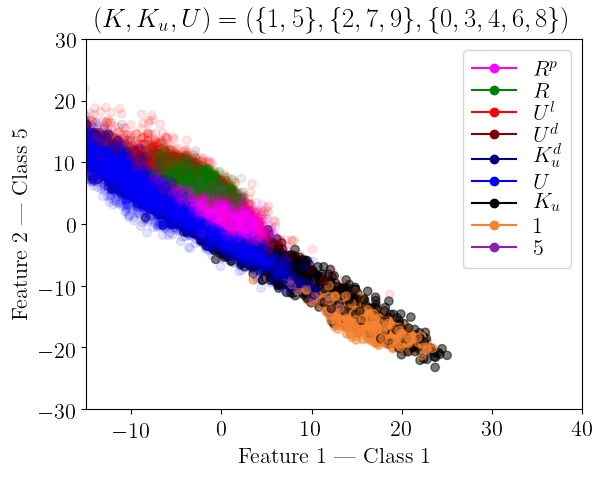 (K, K_u, U) = ({1, 5}, {2, 7, 9}, {0, 3, 4, 6, 8})
30
20
10
0
−10
−20
−30
−10
0
10
20
30
40
Feature 2 — Class 5
Feature 1 — Class 1
R^p
R
U^l
U^d
K_u^d
U
K_u
1
5